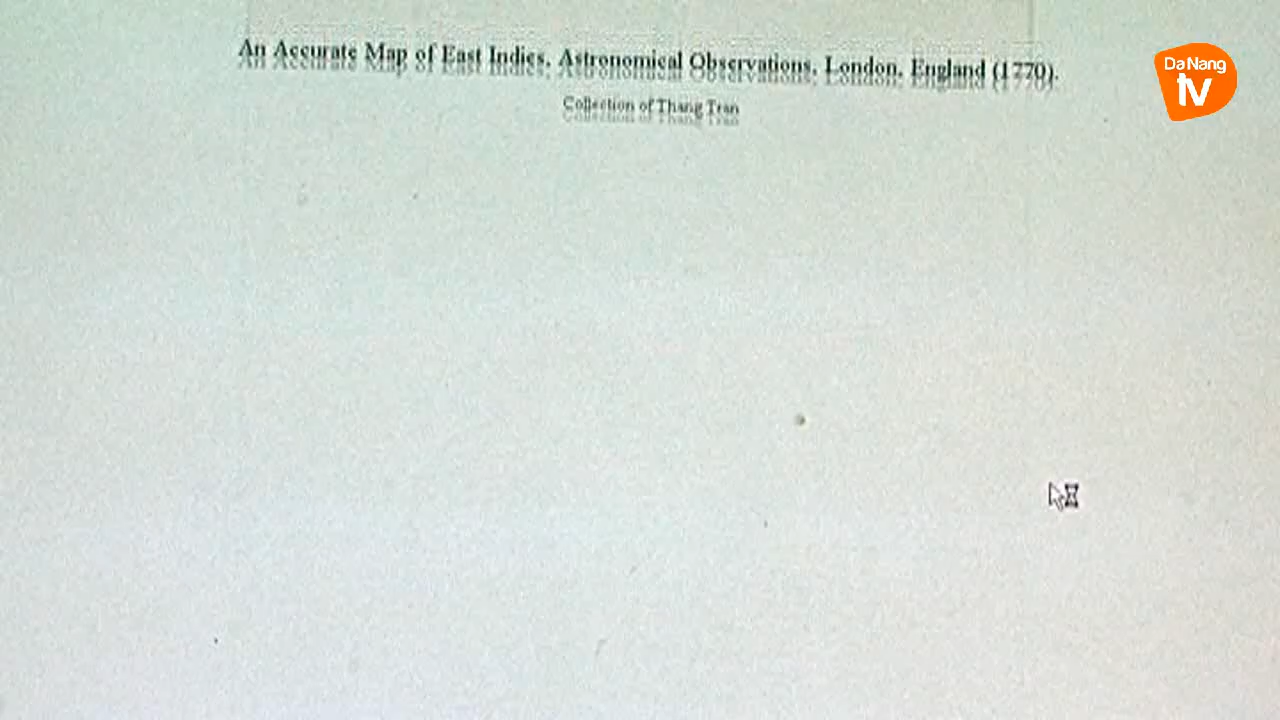 An Accurate Map of East Indies. Astronomical Observations. London. England (1770).
Collection of Thang Tran
Da Nang
tv